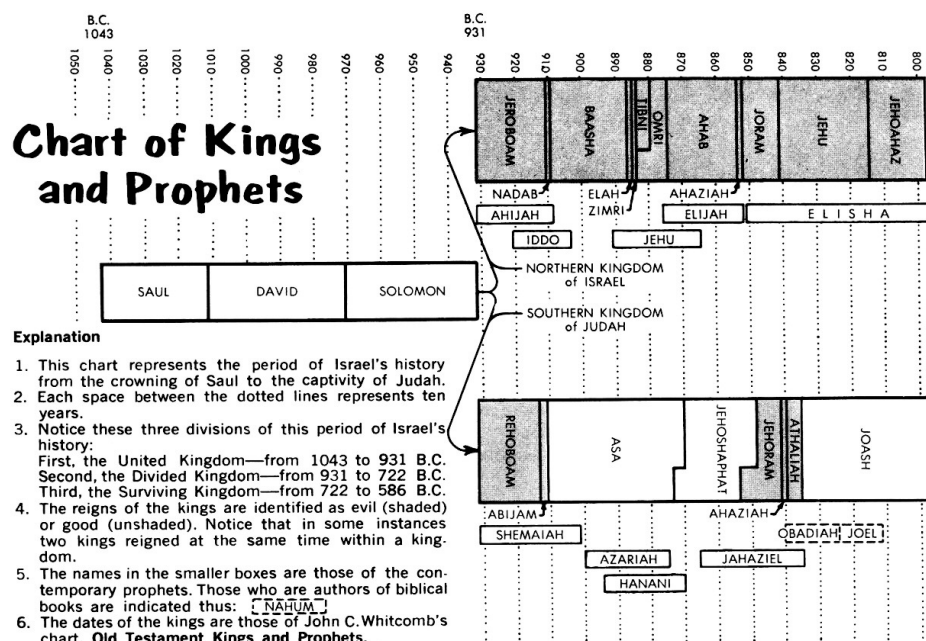 B.C.
1043
B.C.
931
1050
1040
1030
1020
1010
1000
990
980
970
960
950
940
930
920
910
900
890
880
870
860
850
840
830
820
810
800
Chart of Kings
and Prophets
JEROBOAM
BAASHA
TIBNI
OMRI
AHAB
JORAM
JEHU
JEHOAHAZ
NADAB
ELAH
ZIMRI
AHAZIAH
AHIJAH
ELIJAH
ELISHA
IDDO
JEHU
SAUL
DAVID
SOLOMON
NORTHERN KINGDOM
of ISRAEL
SOUTHERN KINGDOM
of JUDAH
REHOBOAM
ASA
JEHOSHAPHAT
JEHORAM
ATHALIAH
JOASH
ABIJAM
AHAZIAH
SHEMAIAH
OBADIAH
JOEL
AZARIAH
JAHAZIEL
HANANI
Explanation
1. This chart represents the period of Israel's history
from the crowning of Saul to the captivity of Judah.
2. Each space between the dotted lines represents ten
years.
3. Notice these three divisions of this period of Israel's
history:
First, the United Kingdom—from 1043 to 931 B.C.
Second, the Divided Kingdom—from 931 to 722 B.C.
Third, the Surviving Kingdom—from 722 to 586 B.C.
4. The reigns of the kings are identified as evil (shaded)
or good (unshaded). Notice that in some instances
two kings reigned at the same time within a king-
dom.
5. The names in the smaller boxes are those of the con-
temporary prophets. Those who are authors of biblical
books are indicated thus: NAHUM
6. The dates of the kings are those of John C. Whitcomb's
chart, Old Testament Kings and Prophets.